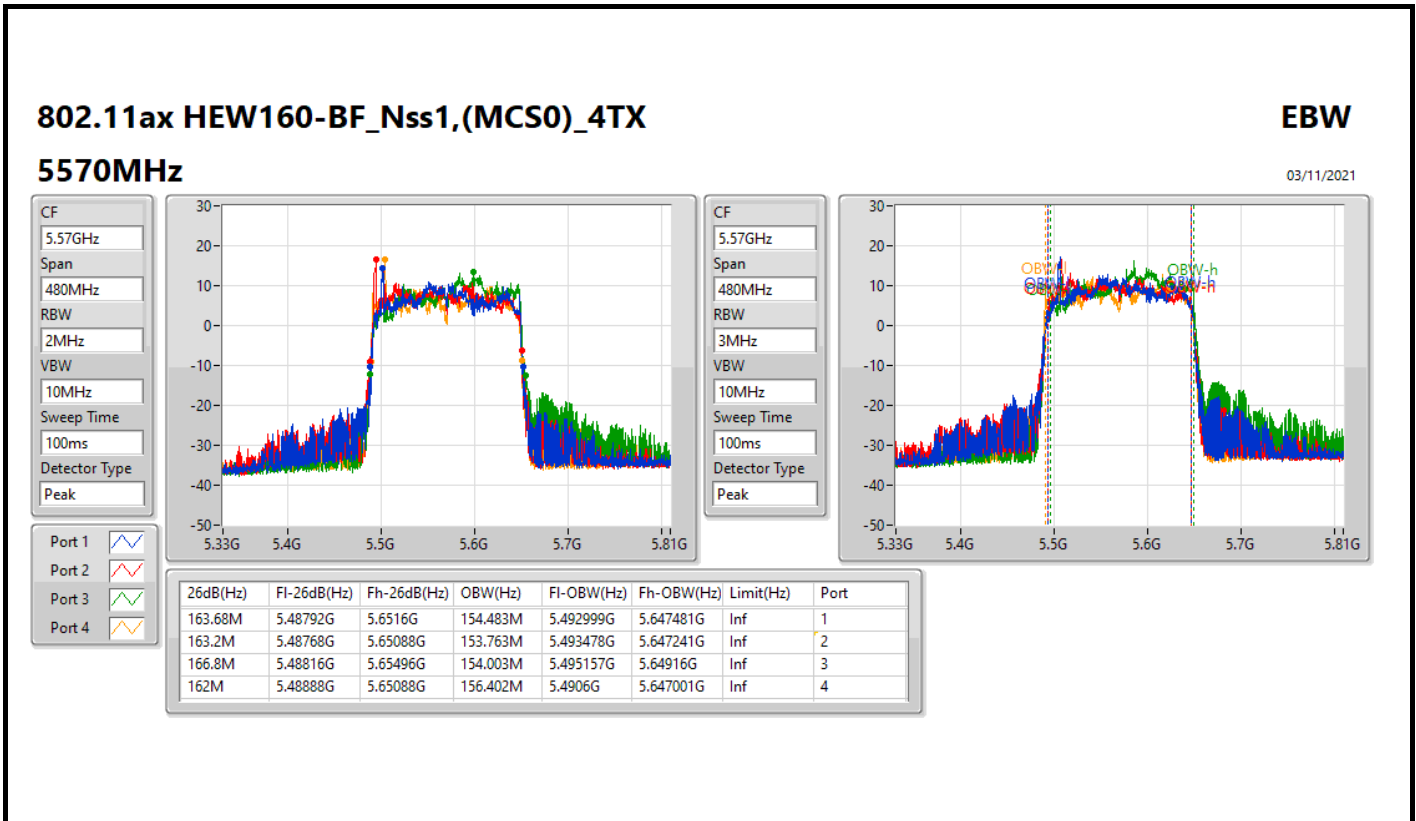 802.11ax HEW160-BF_Nss1,(MCS0)_4TX
EBW
5570MHz
03/11/2021
CF
5.57GHz
Span
480MHz
RBW
2MHz
VBW
10MHz
Sweep Time
100ms
Detector Type
Peak
30
20
10
0
-10
-20
-30
-40
-50
5.33G 5.4G 5.5G 5.6G 5.7G 5.81G
CF
5.57GHz
Span
480MHz
RBW
3MHz
VBW
10MHz
Sweep Time
100ms
Detector Type
Peak
30
20
10
0
-10
-20
-30
-40
-50
OBW-h
5.33G 5.4G 5.5G 5.6G 5.7G 5.81G
Port 1
Port 2
Port 3
Port 4
26dB(Hz) Fl-26dB(Hz) Fh-26dB(Hz) OBW(Hz) Fl-OBW(Hz) Fh-OBW(Hz) Limit(Hz) Port
163.68M 5.48792G 5.6516G 154.483M 5.492999G 5.647481G Inf 1
163.2M 5.48768G 5.65088G 153.763M 5.493478G 5.647241G Inf 2
166.8M 5.48816G 5.65496G 154.003M 5.495157G 5.64916G Inf 3
162M 5.48888G 5.65088G 156.402M 5.4906G 5.647001G Inf 4